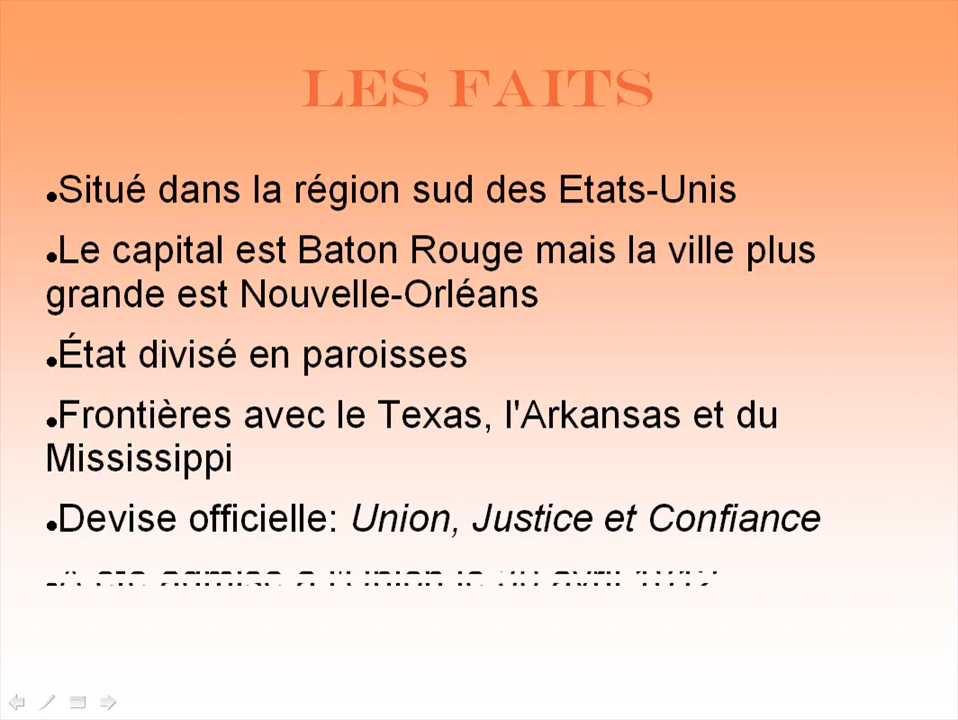 LES FAITS
•Situé dans la région sud des Etats-Unis
•Le capital est Baton Rouge mais la ville plus
grande est Nouvelle-Orléans
•État divisé en paroisses
•Frontières avec le Texas, l'Arkansas et du
Mississippi
•Devise officielle: Union, Justice et Confiance